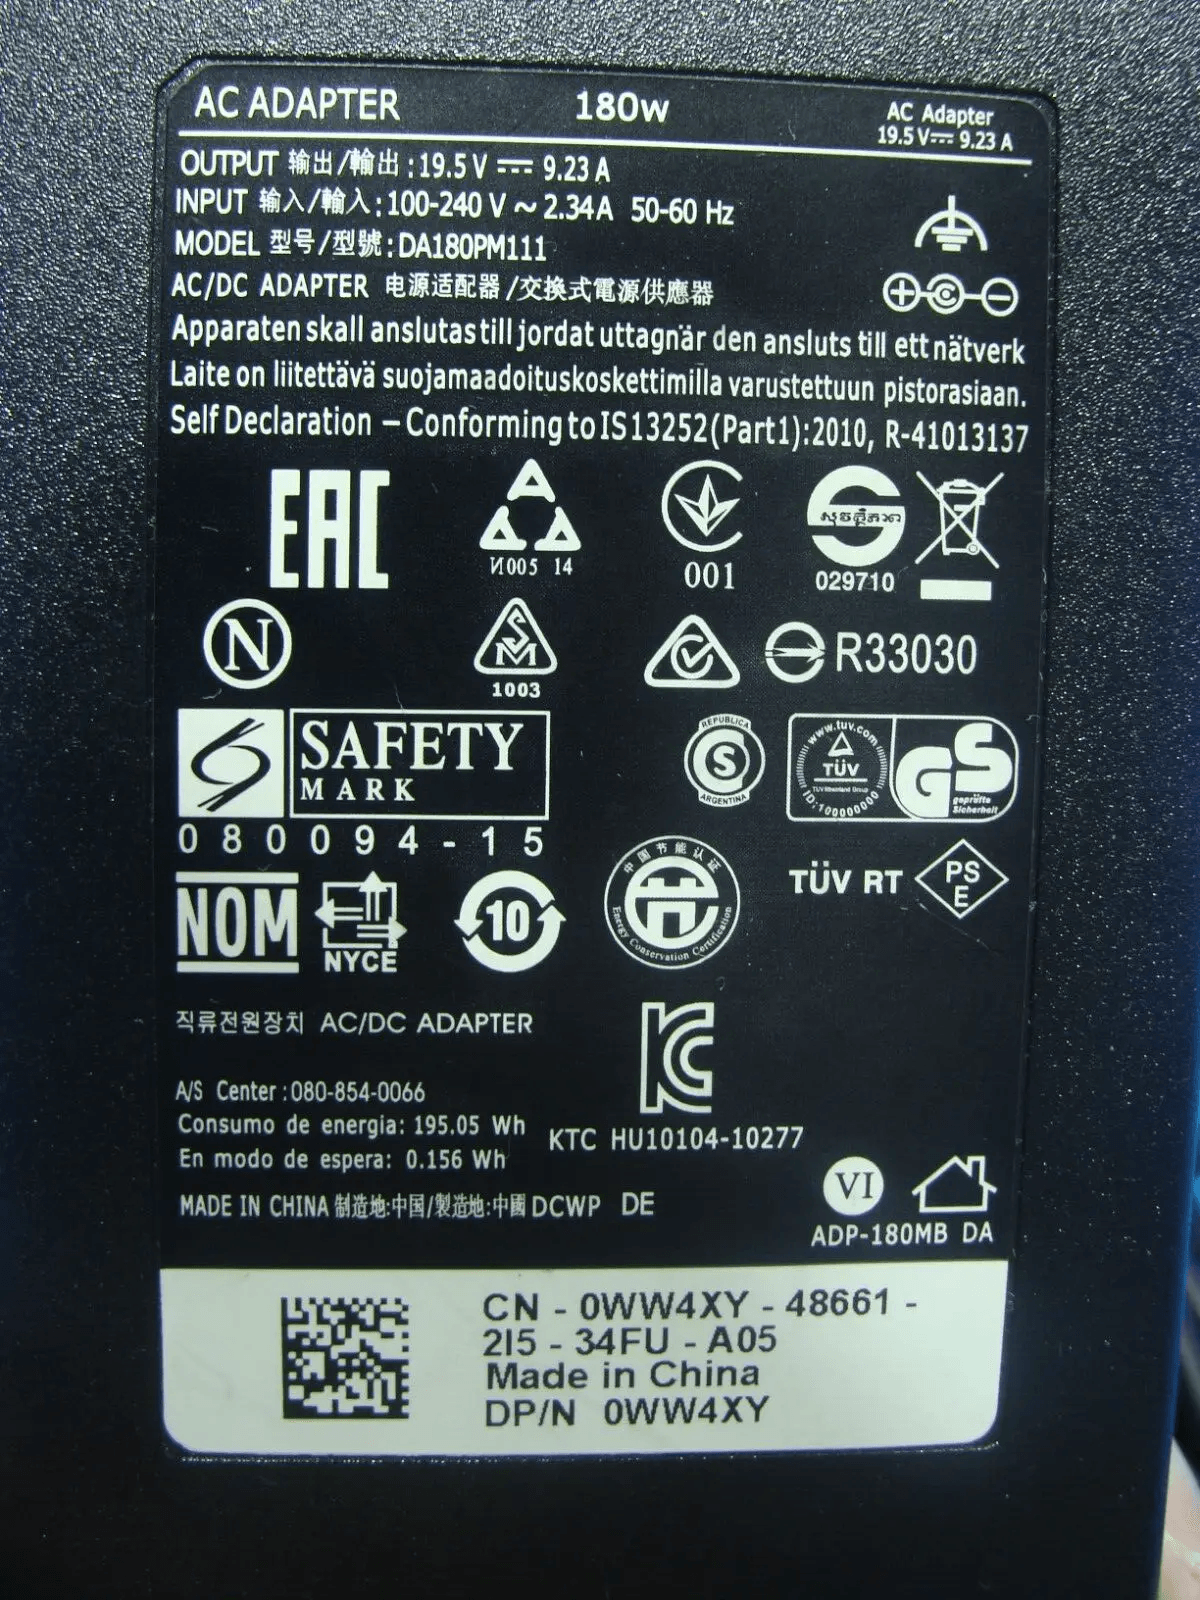 AC ADAPTER 180W AC Adapter
19.5 V⎓ 9.23 A
OUTPUT 输出/輸出:19.5 V ⎓ 9.23 A
INPUT 输入/輸入:100-240 V ~ 2.34A 50-60 Hz
MODEL 型号/型號:DA180PM111
AC/DC ADAPTER 电源适配器/交換式電源供應器
Apparaten skall anslutas till jordat uttagnär den ansluts till ett nätverk
Laite on liitettävä suojamaadoituskoskettimilla varustettuun pistorasiaan.
Self Declaration – Conforming to IS13252(Part1):2010, R-41013137
EAC
И005 14
001
029710
N
SM
1003
R33030
SAFETY
MARK
080094-15
REPUBLICA
S
ARGENTINA
www.tuv.com
TÜV
TÜV Rheinland Group
ID:100000000
GS
geprüfte
Sicherheit
NOM
NYCE
10
中国节能认证
Energy Conservation Certification
TÜV RT
PS
E
직류전원장치 AC/DC ADAPTER
KC
A/S Center :080-854-0066
Consumo de energia: 195.05 Wh
KTC HU10104-10277
En modo de espera: 0.156 Wh
VI
MADE IN CHINA 制造地:中国/製造地:中國 DCWP DE
ADP-180MB DA
CN - 0WW4XY - 48661 -
2I5 - 34FU - A05
Made in China
DP/N 0WW4XY